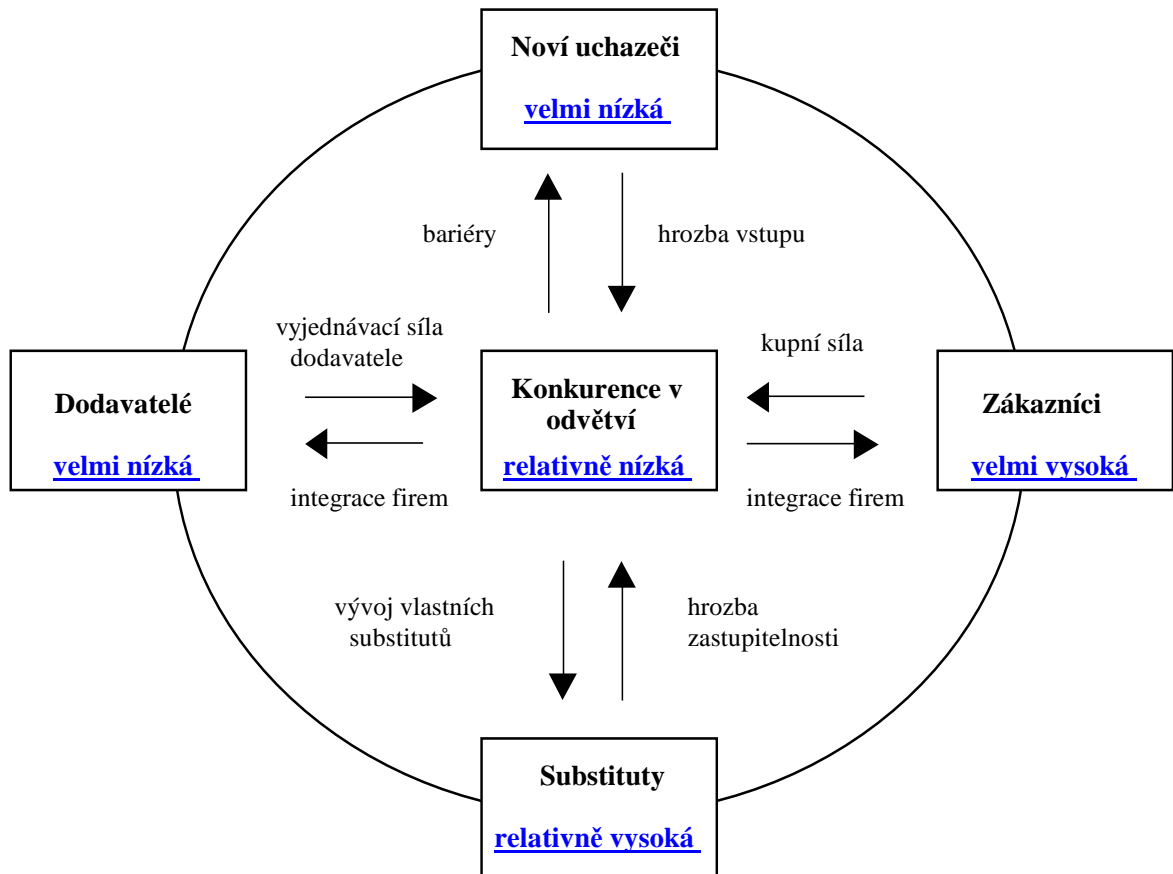 Noví uchazeči
velmi nízká
bariéry
hrozba vstupu
vyjednávací síla
dodavatele
kupní síla
Dodavatelé
velmi nízká
Konkurence v
odvětví
relativně nízká
Zákazníci
velmi vysoká
integrace firem
integrace firem
vývoj vlastních
substitutů
hrozba
zastupitelnosti
Substituty
relativně vysoká